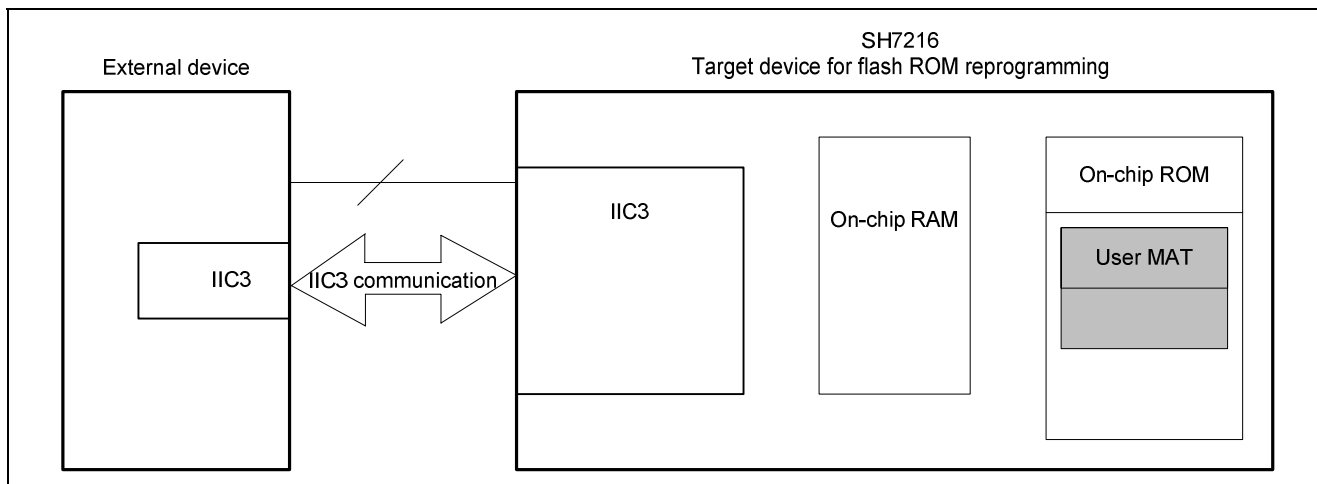 External device
SH7216
Target device for flash ROM reprogramming
IIC3
IIC3 communication
IIC3
On-chip RAM
On-chip ROM
User MAT